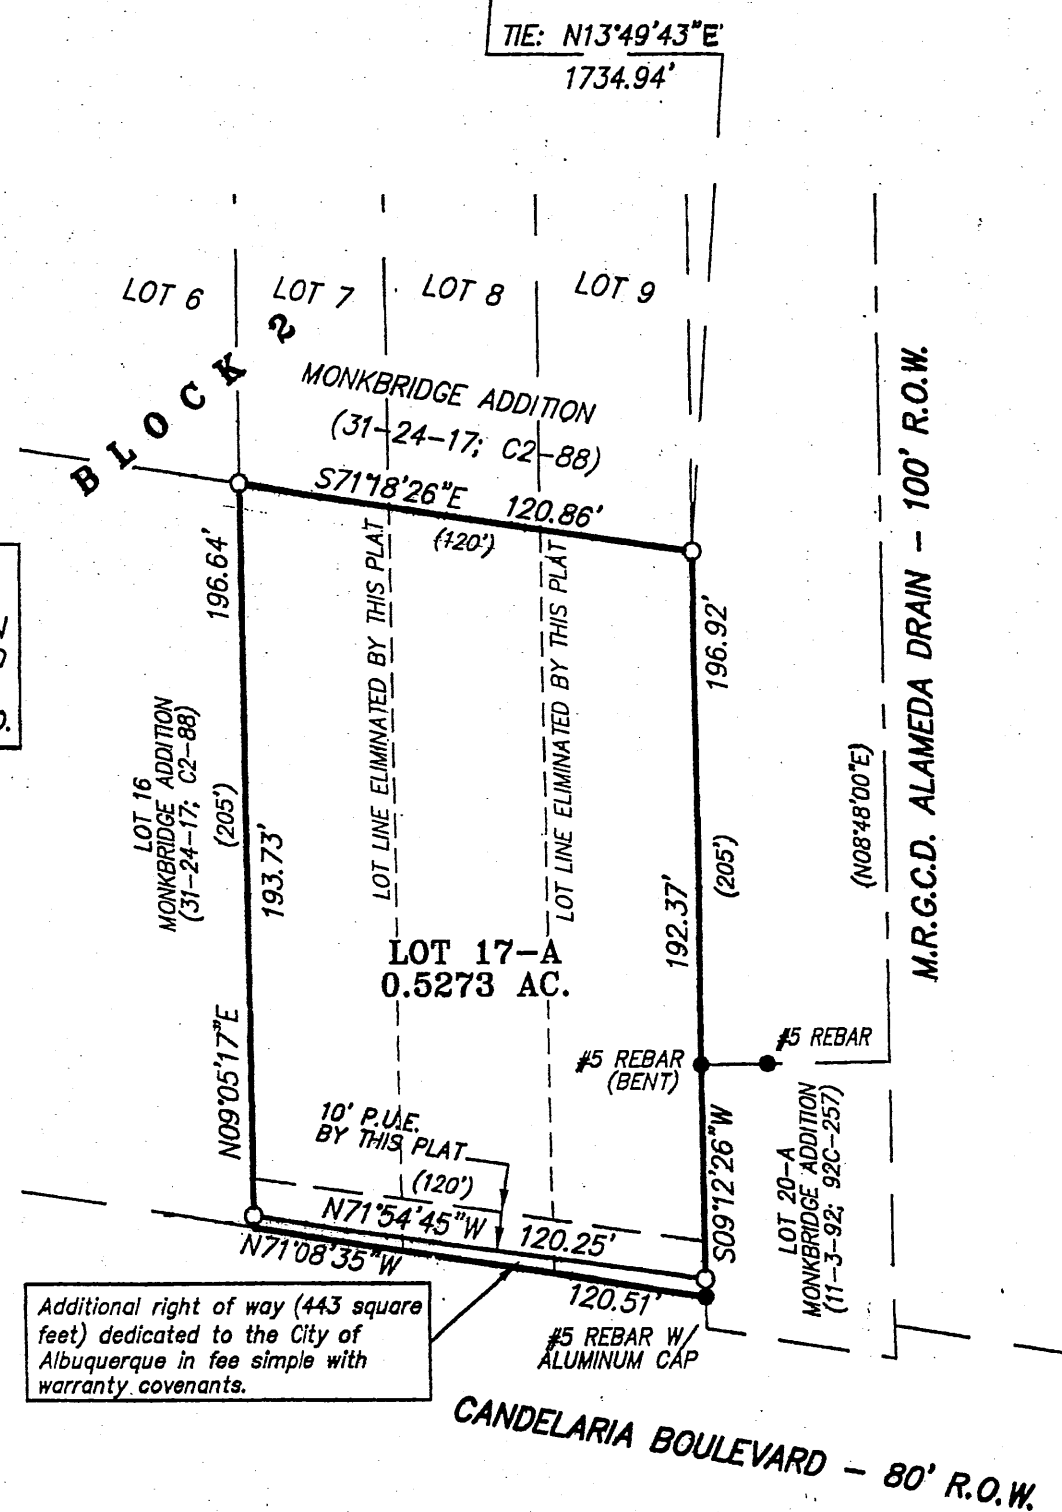 TIE: N13°49'43"E
1734.94'
LOT 6
LOT 7
LOT 8
LOT 9
BLOCK 2
MONKBRIDGE ADDITION
(31-24-17; C2-88)
S71°18'26"E 120.86'
(120')
196.64'
196.92'
LOT LINE ELIMINATED BY THIS PLAT
LOT LINE ELIMINATED BY THIS PLAT
M.R.G.C.D. ALAMEDA DRAIN - 100' R.O.W.
(N08°48'00"E)
LOT 16
MONKBRIDGE ADDITION
(31-24-17; C2-88)
(205')
193.73'
192.37'
(205')
LOT 17-A
0.5273 AC.
N09°05'17"E
#5 REBAR
(BENT)
#5 REBAR
S09°12'26"W
LOT 20-A
MONKBRIDGE ADDITION
(11-3-92; 92C-257)
10' P.U.E.
BY THIS PLAT
(120')
N71°54'45"W 120.25'
N71°08'35"W 120.51'
#5 REBAR W/
ALUMINUM CAP
Additional right of way (443 square
feet) dedicated to the City of
Albuquerque in fee simple with
warranty covenants.
CANDELARIA BOULEVARD - 80' R.O.W.